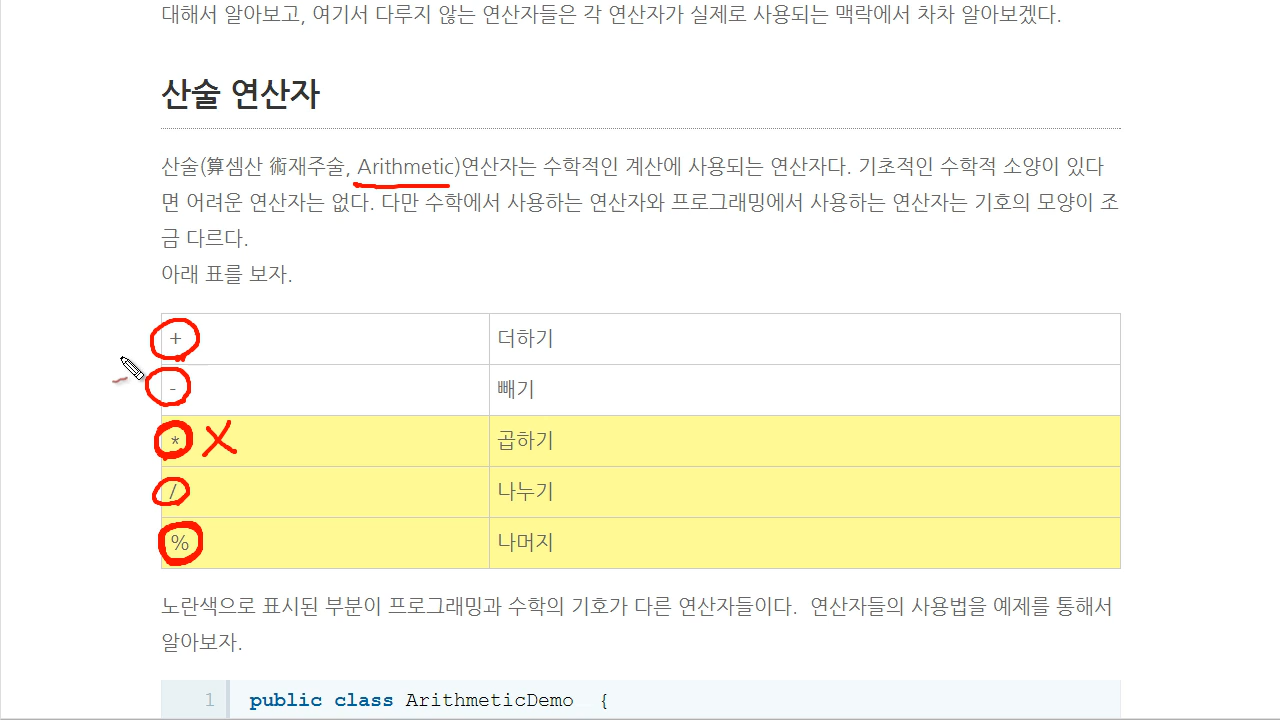 대해서 알아보고, 여기서 다루지 않는 연산자들은 각 연산자가 실제로 사용되는 맥락에서 차차 알아보겠다.
산술 연산자
산술(算셈산 術재주술, Arithmetic)연산자는 수학적인 계산에 사용되는 연산자다. 기초적인 수학적 소양이 있다
면 어려운 연산자는 없다. 다만 수학에서 사용하는 연산자와 프로그래밍에서 사용하는 연산자는 기호의 모양이 조
금 다르다.
아래 표를 보자.
+ 더하기
- 빼기
* X 곱하기
/ 나누기
% 나머지
노란색으로 표시된 부분이 프로그래밍과 수학의 기호가 다른 연산자들이다. 연산자들의 사용법을 예제를 통해서
알아보자.
1 public class ArithmeticDemo {